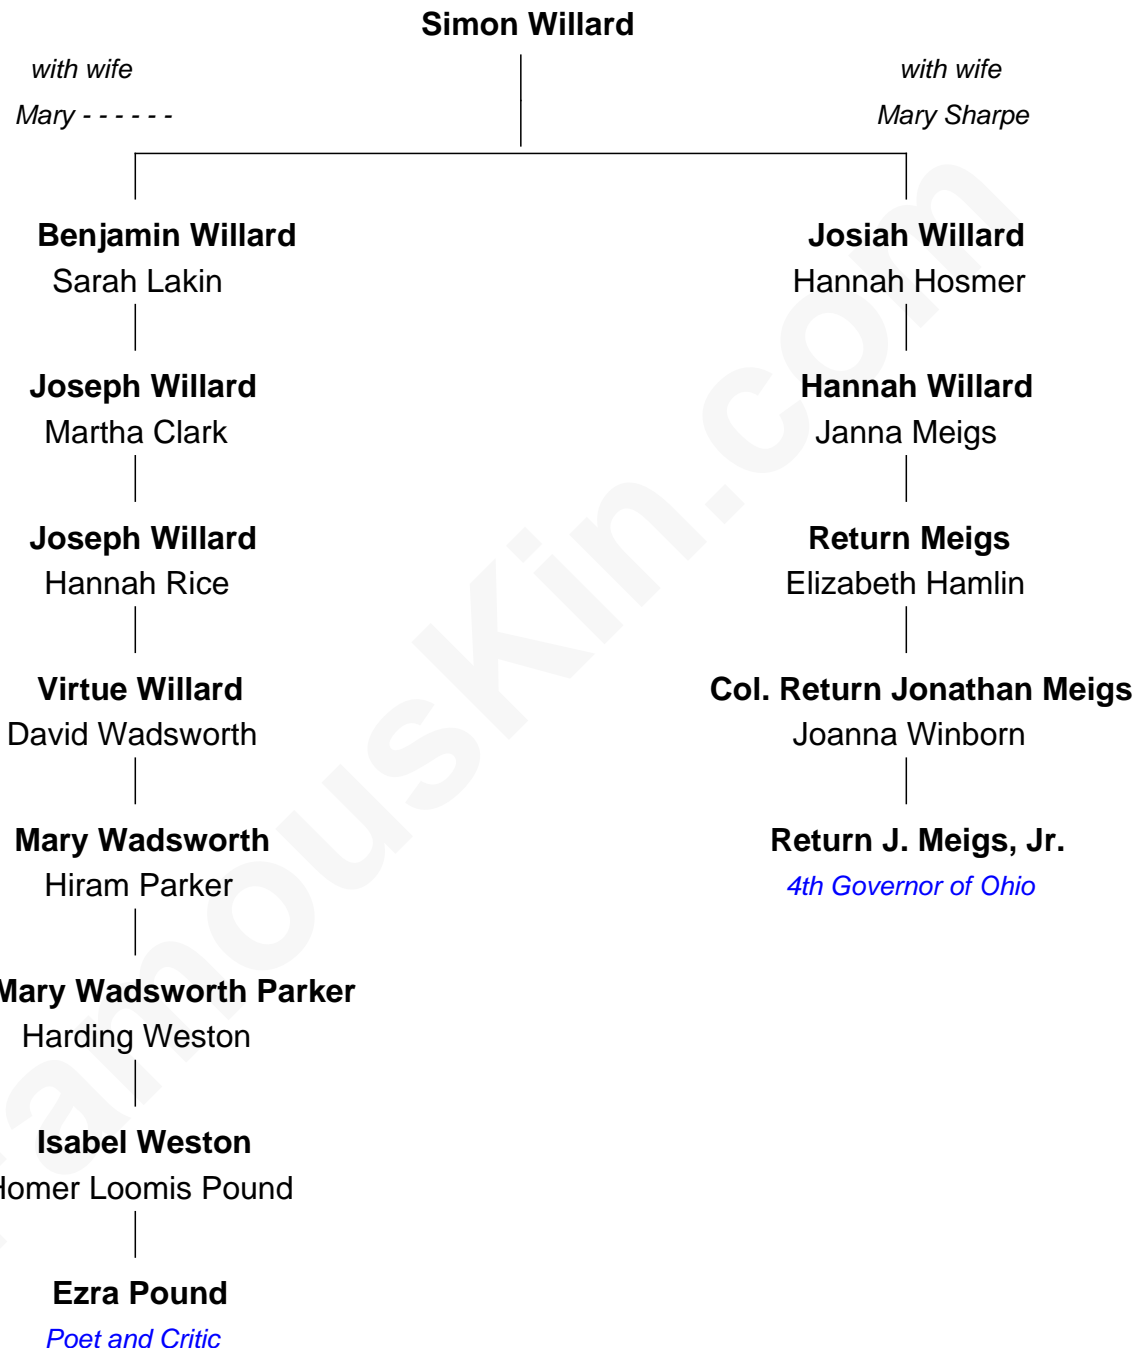 Simon Willard
with wife
Mary - - - - - -
with wife
Mary Sharpe
Benjamin Willard
Sarah Lakin
Josiah Willard
Hannah Hosmer
Joseph Willard
Martha Clark
Hannah Willard
Janna Meigs
Joseph Willard
Hannah Rice
Return Meigs
Elizabeth Hamlin
Virtue Willard
David Wadsworth
Col. Return Jonathan Meigs
Joanna Winborn
Mary Wadsworth
Hiram Parker
Return J. Meigs, Jr.
4th Governor of Ohio
Mary Wadsworth Parker
Harding Weston
Isabel Weston
Homer Loomis Pound
Ezra Pound
Poet and Critic
FamousKin.com